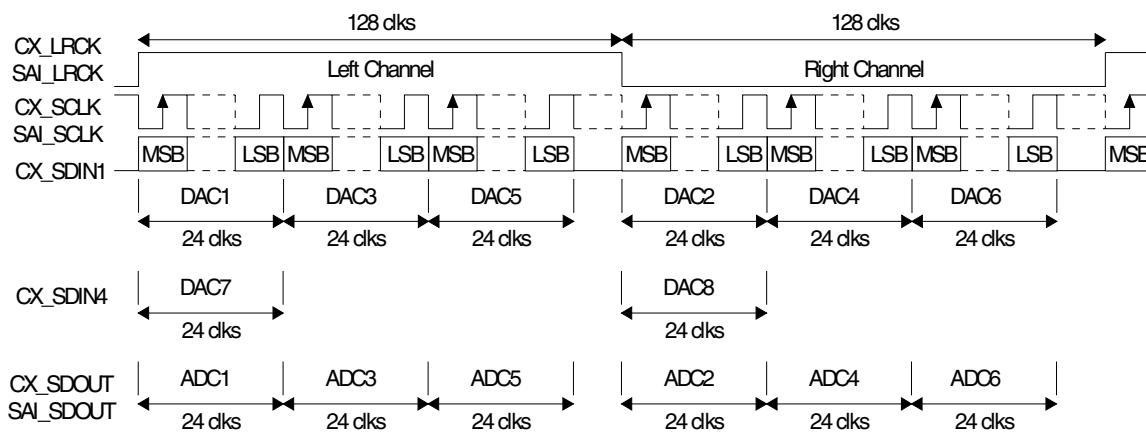 128 clks 128 clks
CX_LRCK
SAI_LRCK
Left Channel Right Channel
CX_SCLK
SAI_SCLK
CX_SDIN1
MSB LSB MSB LSB MSB LSB MSB LSB MSB LSB MSB LSB MSB
DAC1 DAC3 DAC5 DAC2 DAC4 DAC6
24 clks 24 clks 24 clks 24 clks 24 clks 24 clks
CX_SDIN4
DAC7 DAC8
24 clks 24 clks
CX_SDOUT
SAI_SDOUT
ADC1 ADC3 ADC5 ADC2 ADC4 ADC6
24 clks 24 clks 24 clks 24 clks 24 clks 24 clks